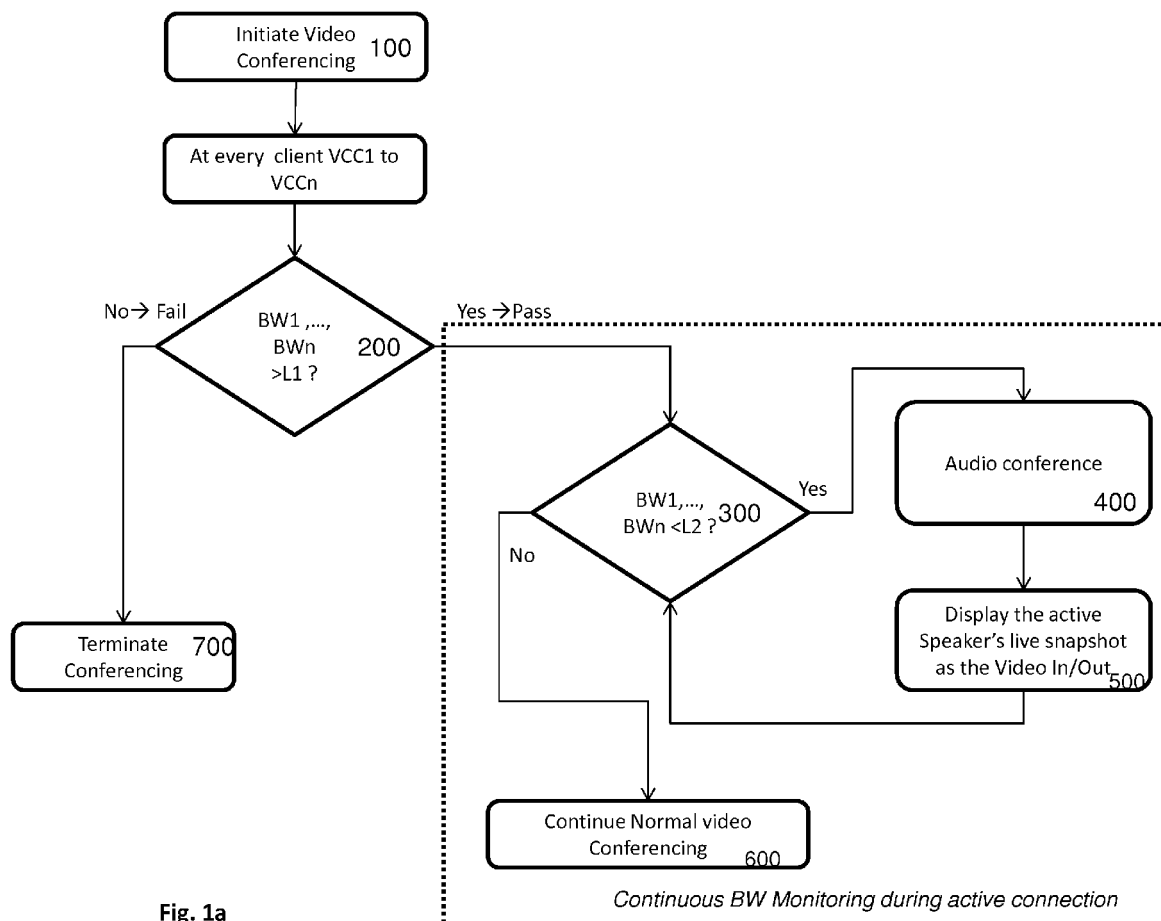 Initiate Video
Conferencing 100
At every client VCC1 to
VCCn
No→ Fail
Yes →Pass
BW1 ,...,
BWn 200
>L1 ?
Audio conference
400
Yes
BW1,...,
BWn <L2 ? 300
No
Terminate
Conferencing 700
Display the active
Speaker's live snapshot
as the Video In/Out 500
Continue Normal video
Conferencing 600
Continuous BW Monitoring during active connection
Fig. 1a